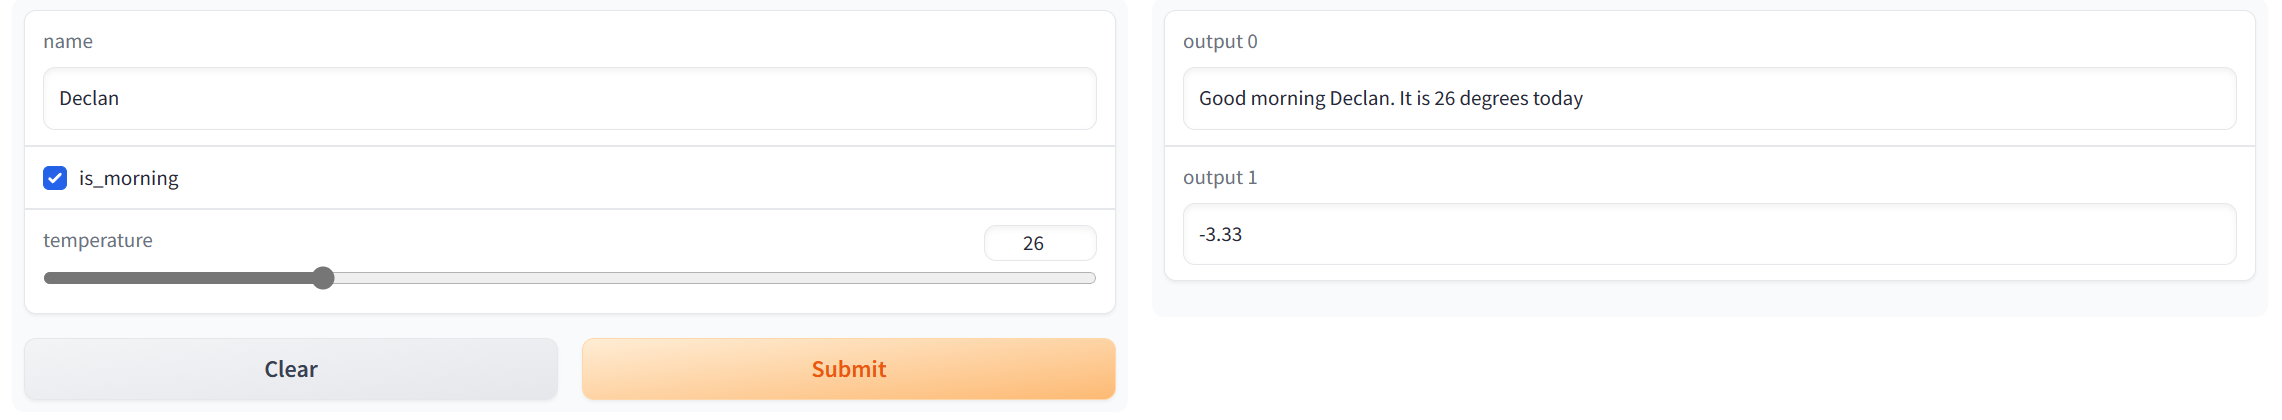 name
Declan
is_morning
temperature
26
Clear
Submit
output 0
Good morning Declan. It is 26 degrees today
output 1
-3.33